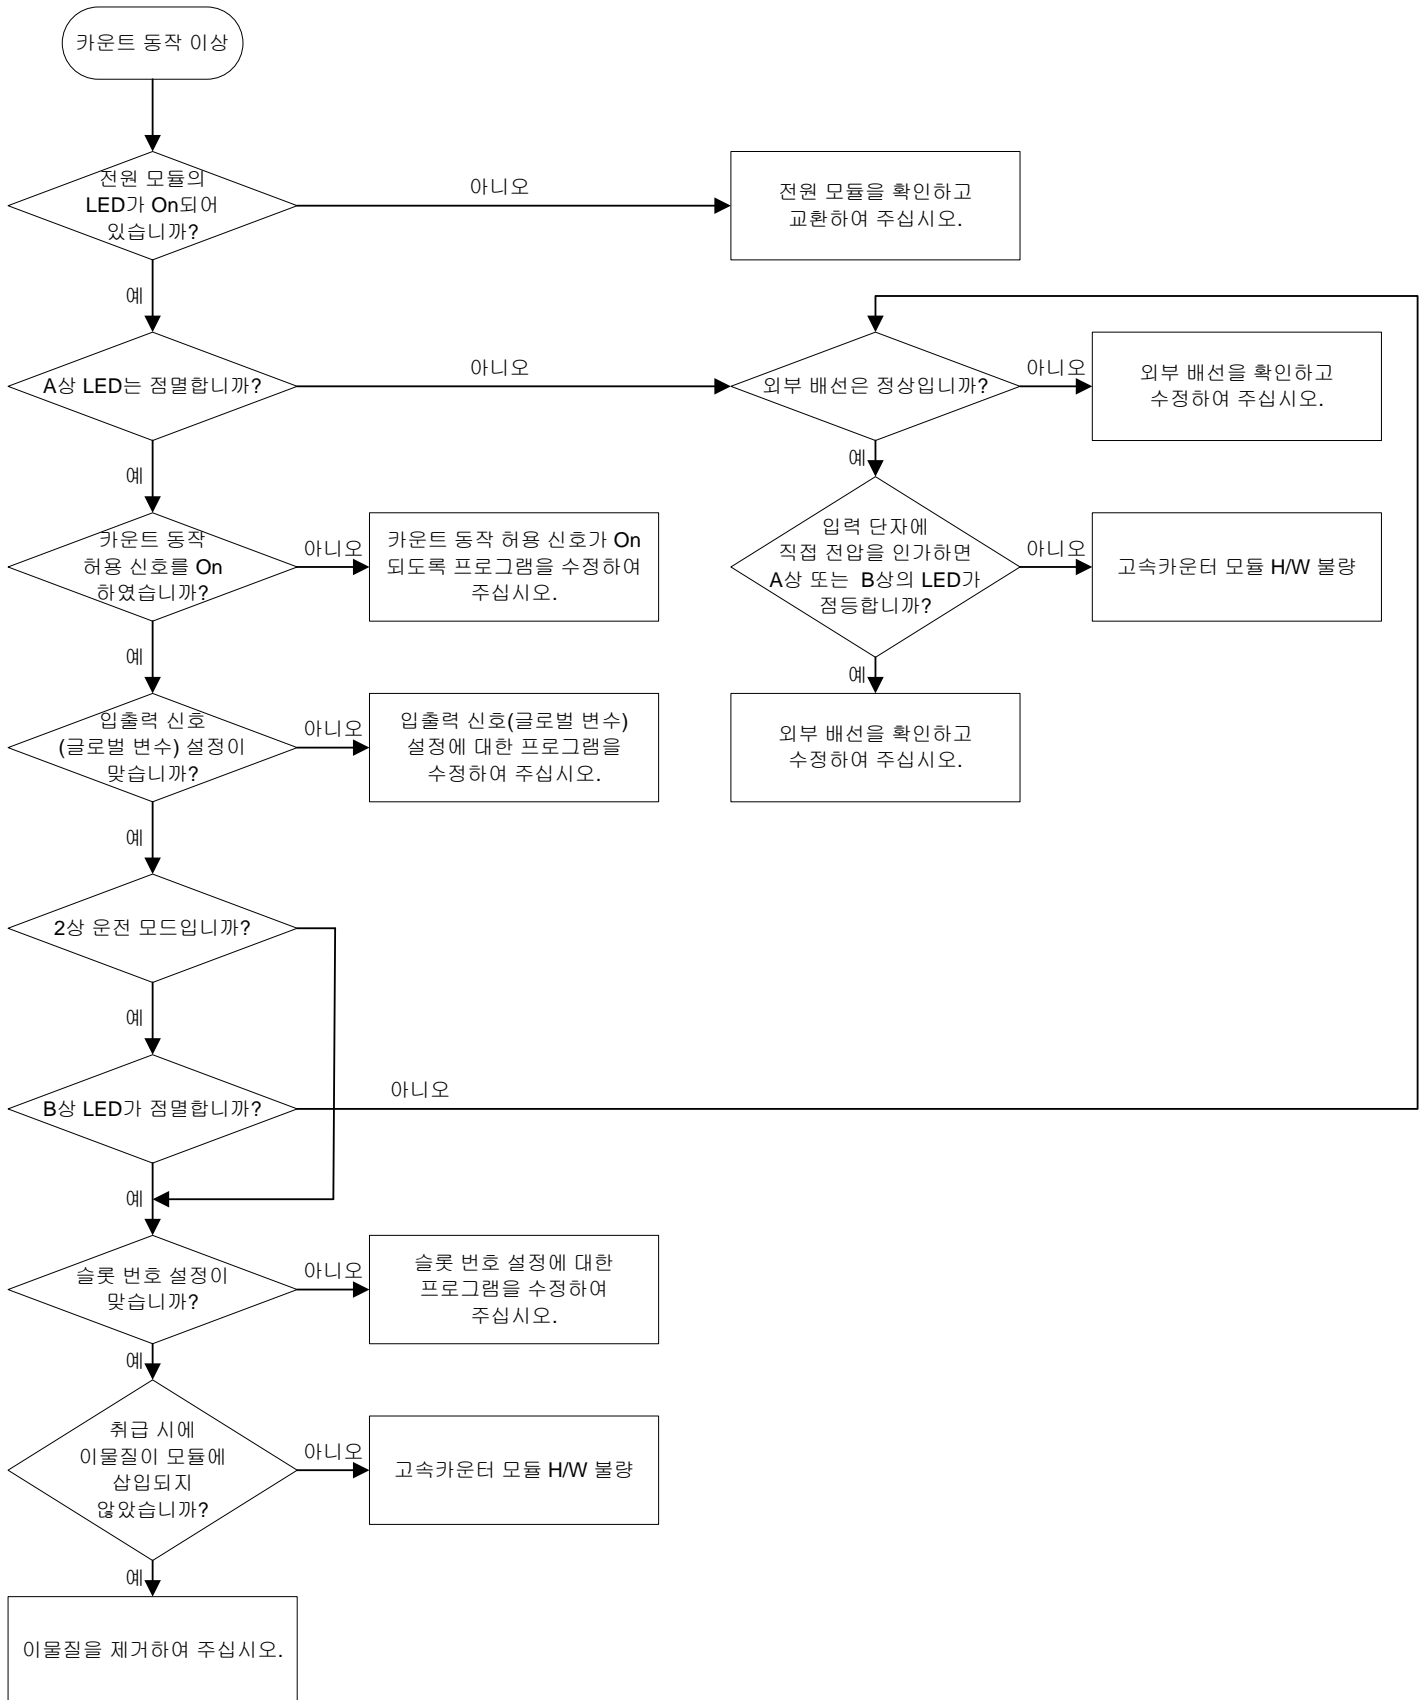 카운트 동작 이상
전원 모듈의
LED가 On되어
있습니까?
아니오
전원 모듈을 확인하고
교환하여 주십시오.
예
A상 LED는 점멸합니까?
아니오
외부 배선은 정상입니까?
아니오
외부 배선을 확인하고
수정하여 주십시오.
예
카운트 동작
허용 신호를 On
하였습니까?
아니오
카운트 동작 허용 신호가 On
되도록 프로그램을 수정하여
주십시오.
예
입력 단자에
직접 전압을 인가하면
A상 또는 B상의 LED가
점등합니까?
아니오
고속카운터 모듈 H/W 불량
예
외부 배선을 확인하고
수정하여 주십시오.
예
입출력 신호
(글로벌 변수) 설정이
맞습니까?
아니오
입출력 신호(글로벌 변수)
설정에 대한 프로그램을
수정하여 주십시오.
예
2상 운전 모드입니까?
예
B상 LED가 점멸합니까?
아니오
예
슬롯 번호 설정이
맞습니까?
아니오
슬롯 번호 설정에 대한
프로그램을 수정하여
주십시오.
예
취급 시에
이물질이 모듈에
삽입되지
않았습니까?
아니오
고속카운터 모듈 H/W 불량
예
이물질을 제거하여 주십시오.